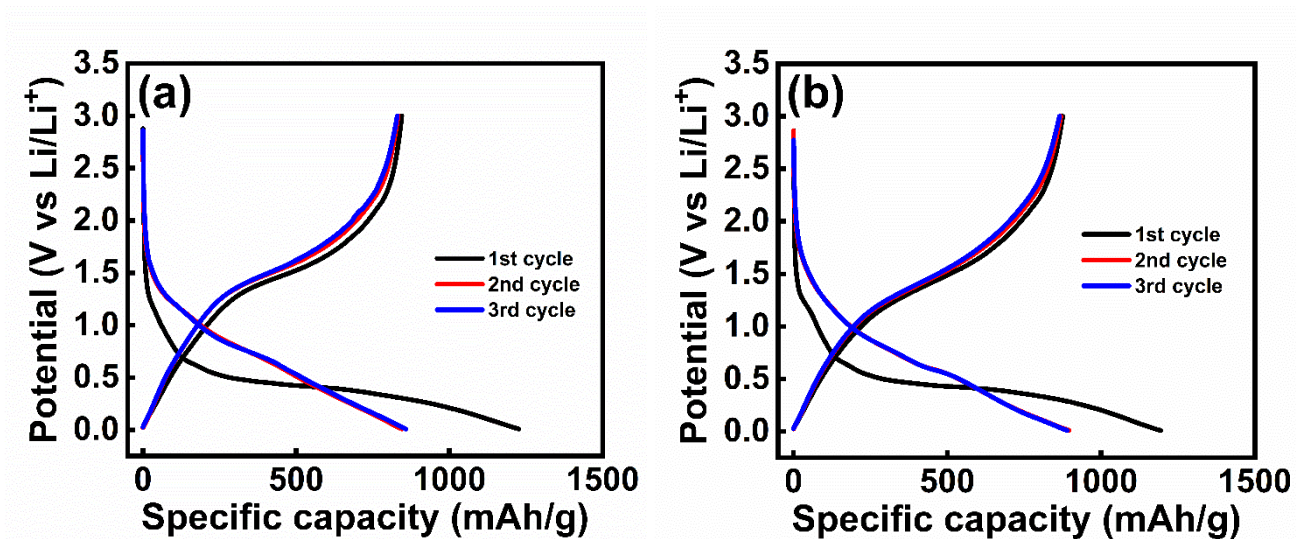 (a)
3.5
3.0
2.5
2.0
1.5
1.0
0.5
0.0
Potential (V vs Li/Li⁺)
1st cycle
2nd cycle
3rd cycle
0 500 1000 1500
Specific capacity (mAh/g)
(b)
3.5
3.0
2.5
2.0
1.5
1.0
0.5
0.0
Potential (V vs Li/Li⁺)
1st cycle
2nd cycle
3rd cycle
0 500 1000 1500
Specific capacity (mAh/g)